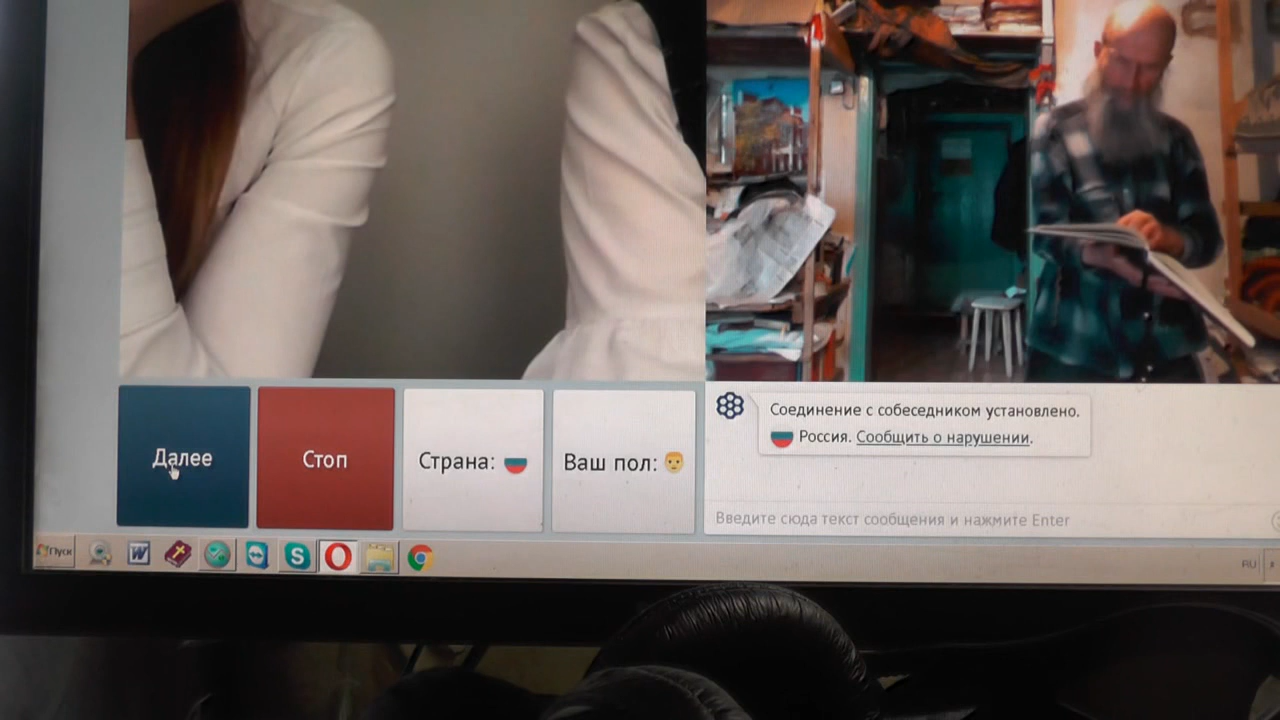 Далее
Стоп
Страна:
Ваш пол:
Соединение с собеседником установлено.
Россия. Сообщить о нарушении.
Введите сюда текст сообщения и нажмите Enter
Пуск
RU